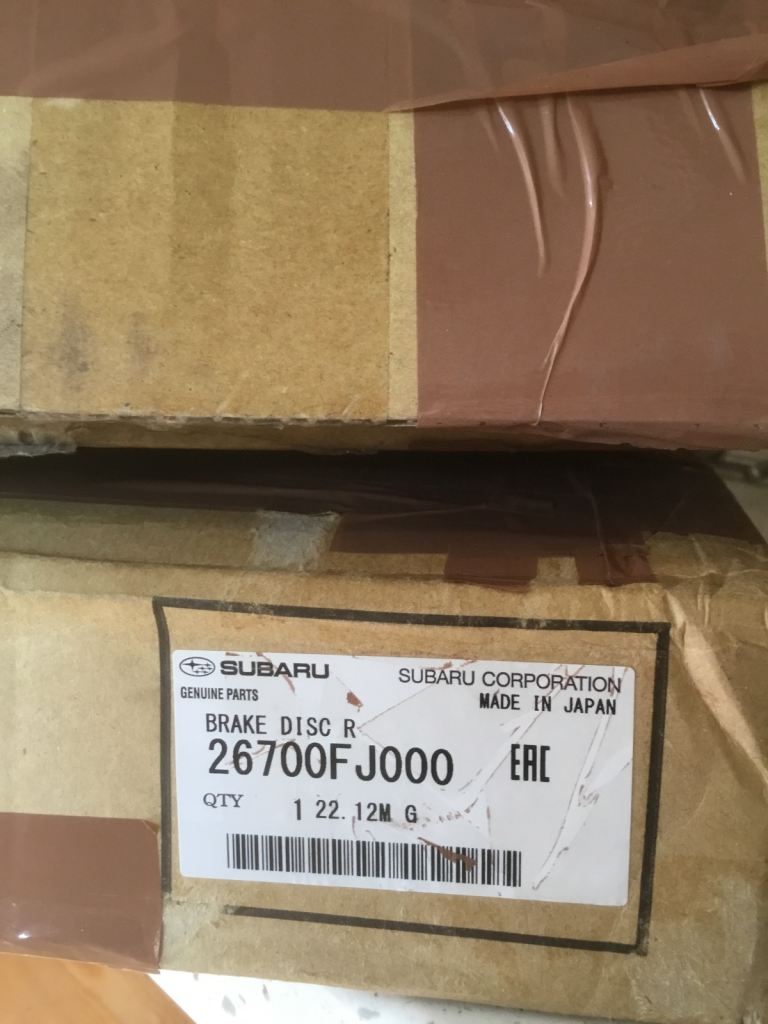 SUBARU SUBARU CORPORATION
GENUINE PARTS MADE IN JAPAN
BRAKE DISC R
26700FJ000 EAC
QTY 1 22.12M G